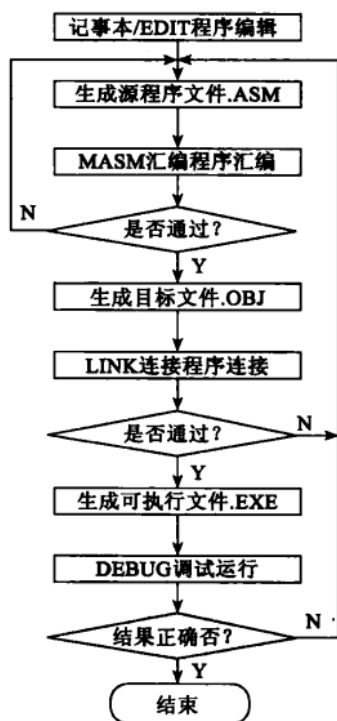 记事本/EDIT程序编辑
生成源程序文件.ASM
MASM汇编程序汇编
N
是否通过?
Y
生成目标文件.OBJ
LINK连接程序连接
是否通过?
N
Y
生成可执行文件.EXE
DEBUG调试运行
结果正确否?
N
Y
结束